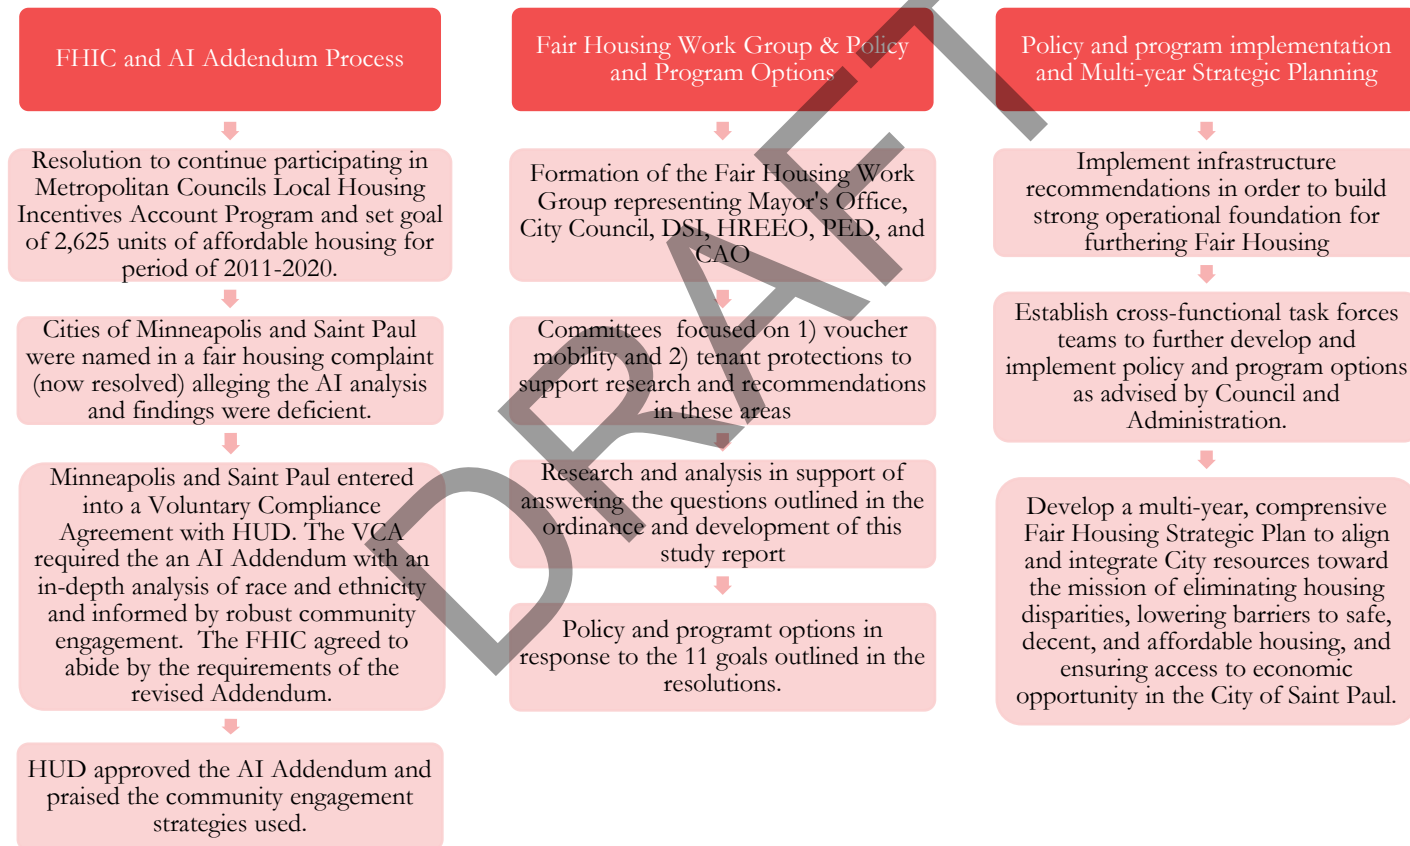 FHIC and AI Addendum Process
Resolution to continue participating in
Metropolitan Councils Local Housing
Incentives Account Program and set goal
of 2,625 units of affordable housing for
period of 2011-2020.
Cities of Minneapolis and Saint Paul
were named in a fair housing complaint
(now resolved) alleging the AI analysis
and findings were deficient.
Minneapolis and Saint Paul entered
into a Voluntary Compliance
Agreement with HUD. The VCA
required the an AI Addendum with an
in-depth analysis of race and ethnicity
and informed by robust community
engagement. The FHIC agreed to
abide by the requirements of the
revised Addendum.
HUD approved the AI Addendum and
praised the community engagement
strategies used.
Fair Housing Work Group & Policy
and Program Options
Formation of the Fair Housing Work
Group representing Mayor's Office,
City Council, DSI, HREEO, PED, and
CAO
Committees focused on 1) voucher
mobility and 2) tenant protections to
support research and recommendations
in these areas
Research and analysis in support of
answering the questions outlined in the
ordinance and development of this
study report
Policy and programt options in
response to the 11 goals outlined in the
resolutions.
Policy and program implementation
and Multi-year Strategic Planning
Implement infrastructure
recommendations in order to build
strong operational foundation for
furthering Fair Housing
Establish cross-functional task forces
teams to further develop and
implement policy and program options
as advised by Council and
Administration.
Develop a multi-year, comprensive
Fair Housing Strategic Plan to align
and integrate City resources toward
the mission of eliminating housing
disparities, lowering barriers to safe,
decent, and affordable housing, and
ensuring access to economic
opportunity in the City of Saint Paul.
DRAFT